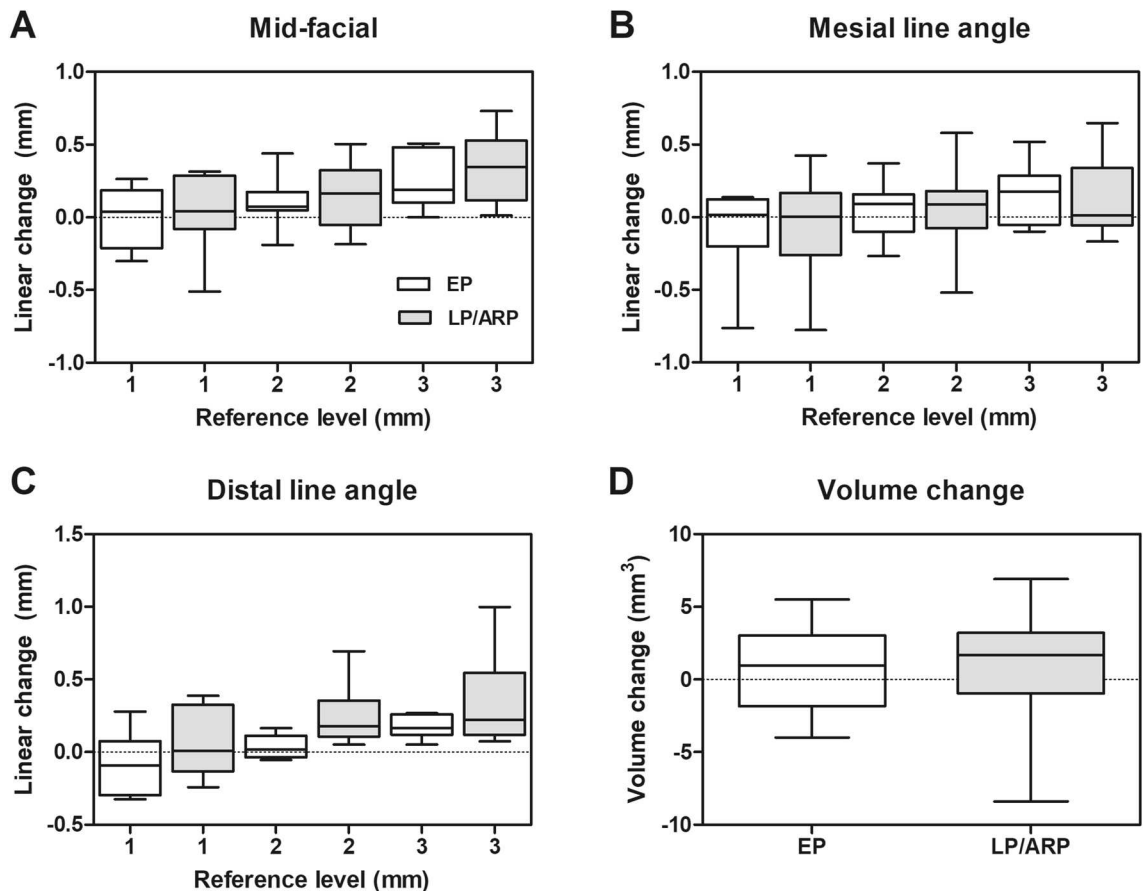 A
Mid-facial
Linear change (mm)
1.0
0.5
0.0
-0.5
-1.0
EP
LP/ARP
1 1 2 2 3 3
Reference level (mm)
B
Mesial line angle
Linear change (mm)
1.0
0.5
0.0
-0.5
-1.0
1 1 2 2 3 3
Reference level (mm)
C
Distal line angle
Linear change (mm)
1.5
1.0
0.5
0.0
-0.5
1 1 2 2 3 3
Reference level (mm)
D
Volume change
Volume change (mm³)
10
5
0
-5
-10
EP LP/ARP